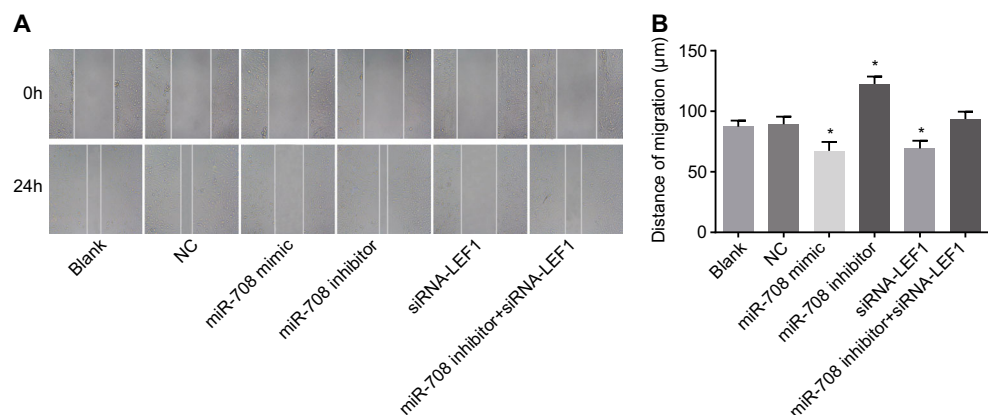 A
0h
24h
Blank
NC
miR-708 mimic
miR-708 inhibitor
siRNA-LEF1
miR-708 inhibitor+siRNA-LEF1
B
Distance of migration (μm)
150
100
50
0
*
*
*
Blank
NC
miR-708 mimic
miR-708 inhibitor
siRNA-LEF1
miR-708 inhibitor+siRNA-LEF1